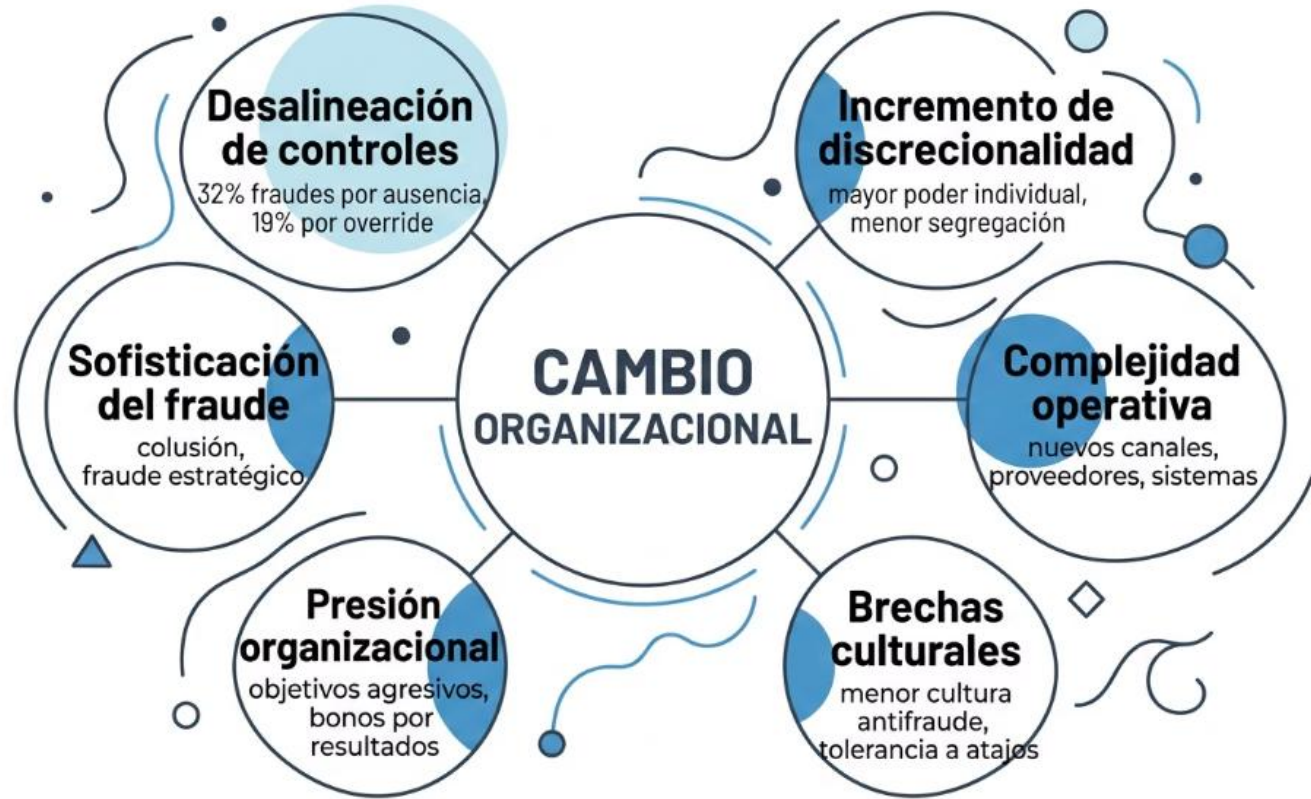 Desalineación
de controles
32% fraudes por ausencia,
19% por override
Incremento de
discrecionalidad
mayor poder individual,
menor segregación
Sofisticación
del fraude
colusión,
fraude estratégico
CAMBIO
ORGANIZACIONAL
Complejidad
operativa
nuevos canales,
proveedores, sistemas
Presión
organizacional
objetivos agresivos,
bonos por
resultados
Brechas
culturales
menor cultura
antifraude,
tolerancia a atajos